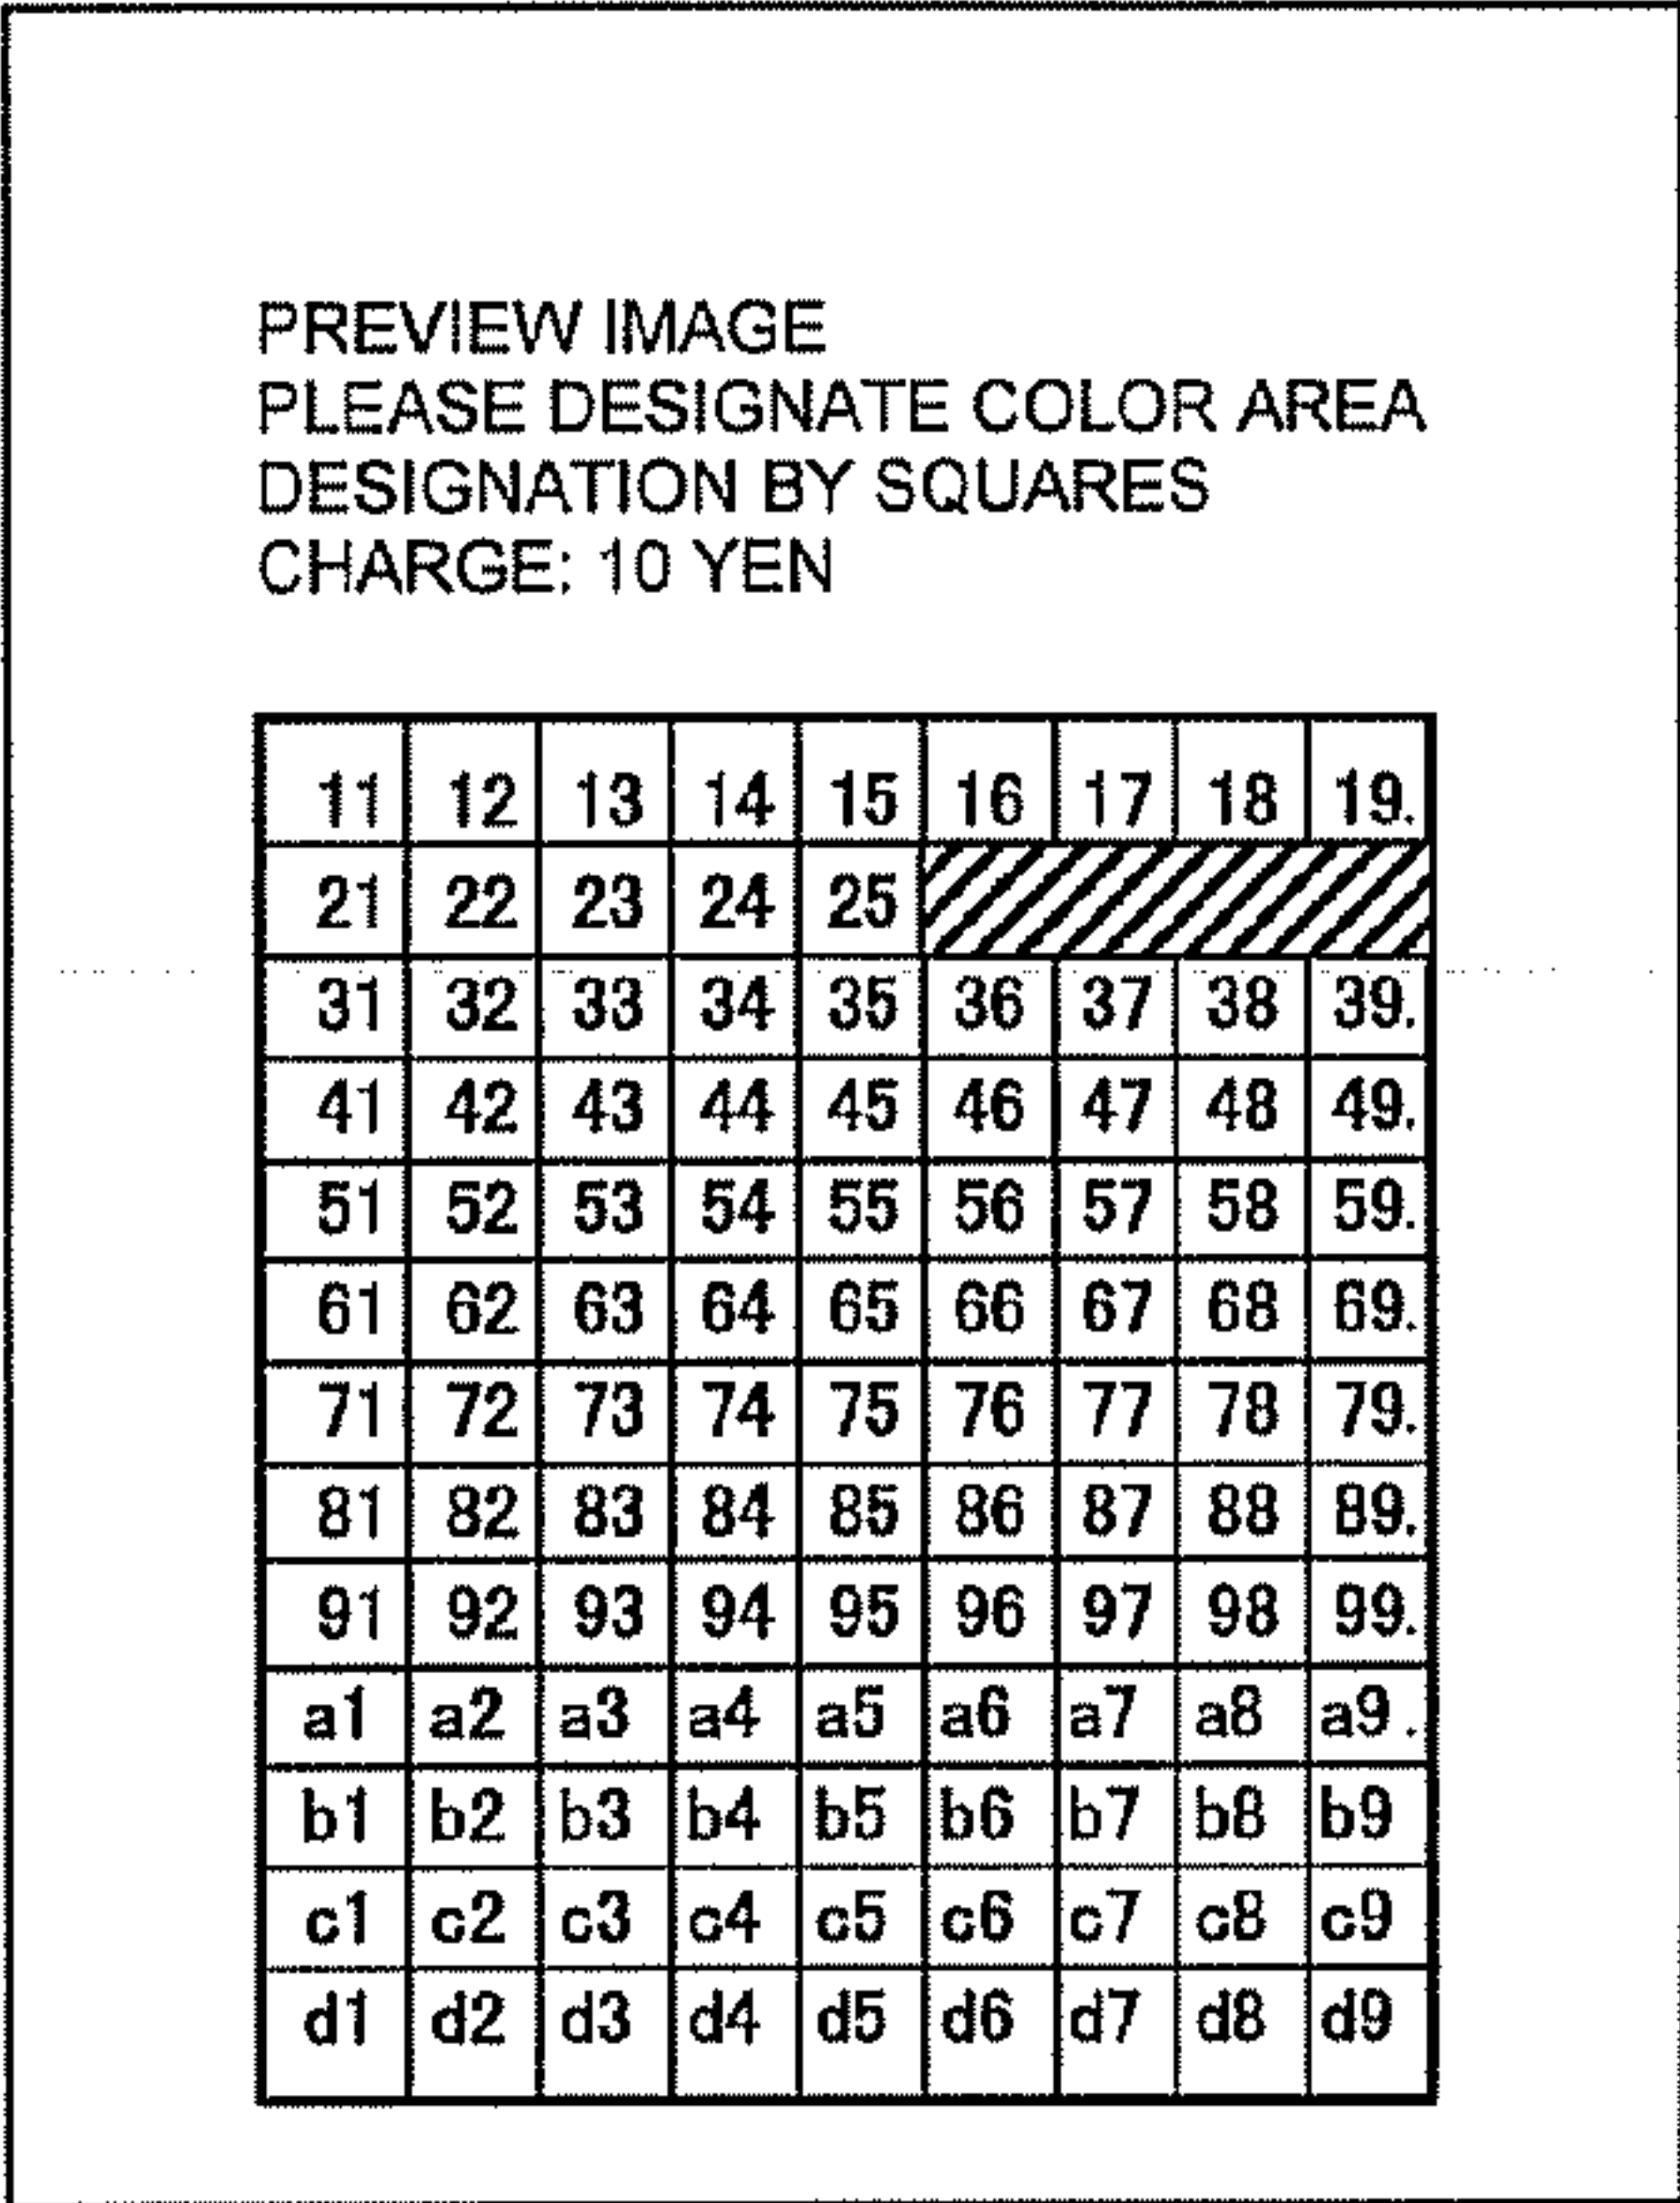 PREVIEW IMAGE
PLEASE DESIGNATE COLOR AREA
DESIGNATION BY SQUARES
CHARGE: 10 YEN
11 12 13 14 15 16 17 18 19.
21 22 23 24 25
31 32 33 34 35 36 37 38 39.
41 42 43 44 45 46 47 48 49.
51 52 53 54 55 56 57 58 59.
61 62 63 64 65 66 67 68 69.
71 72 73 74 75 76 77 78 79.
81 82 83 84 85 86 87 88 89.
91 92 93 94 95 96 97 98 99.
a1 a2 a3 a4 a5 a6 a7 a8 a9.
b1 b2 b3 b4 b5 b6 b7 b8 b9
c1 c2 c3 c4 c5 c6 c7 c8 c9
d1 d2 d3 d4 d5 d6 d7 d8 d9